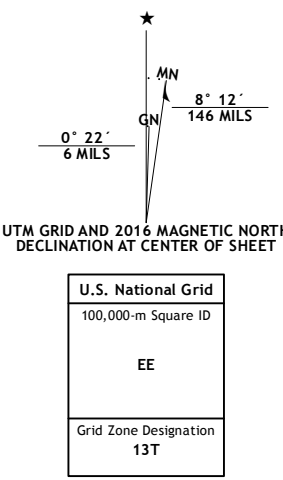 ★
MN
GN
8° 12´
146 MILS
0° 22´
6 MILS
UTM GRID AND 2016 MAGNETIC NORTH
DECLINATION AT CENTER OF SHEET
U.S. National Grid
100,000-m Square ID
EE
Grid Zone Designation
13T